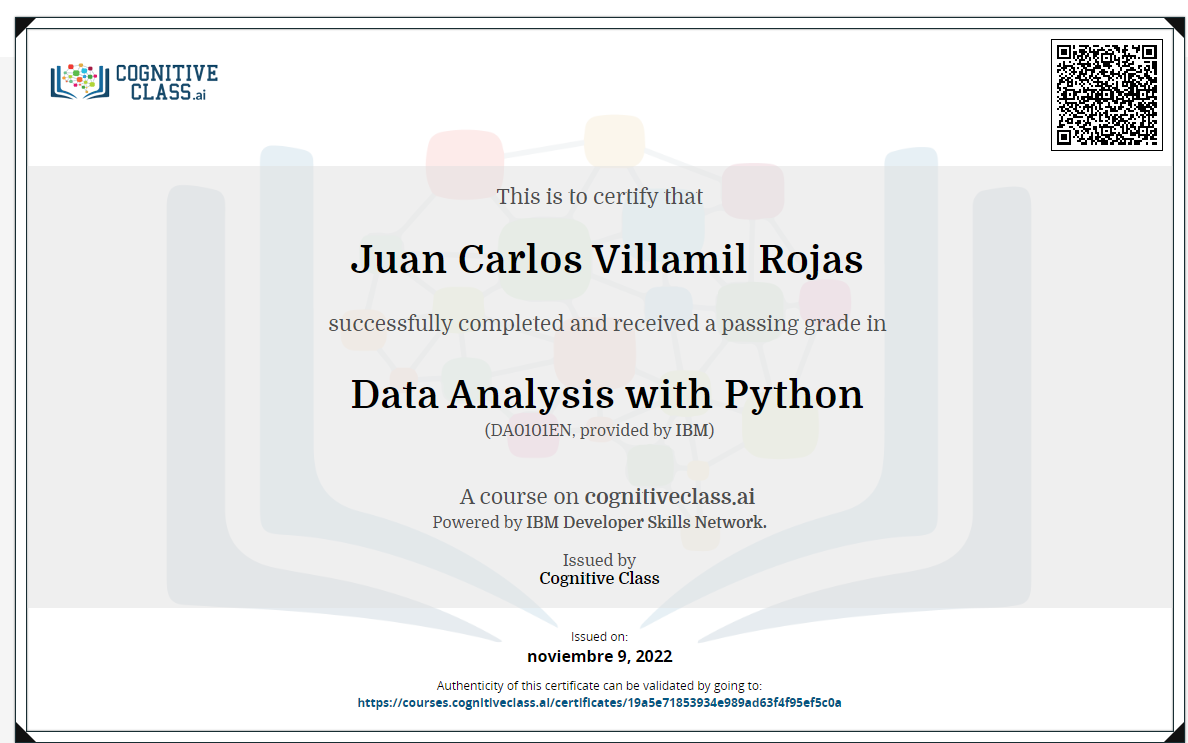 COGNITIVE
CLASS.ai
This is to certify that
Juan Carlos Villamil Rojas
successfully completed and received a passing grade in
Data Analysis with Python
(DA0101EN, provided by IBM)
A course on cognitiveclass.ai
Powered by IBM Developer Skills Network.
Issued by
Cognitive Class
Issued on:
noviembre 9, 2022
Authenticity of this certificate can be validated by going to:
https://courses.cognitiveclass.ai/certificates/19a5e71853934e989ad63f4f95ef5c0a